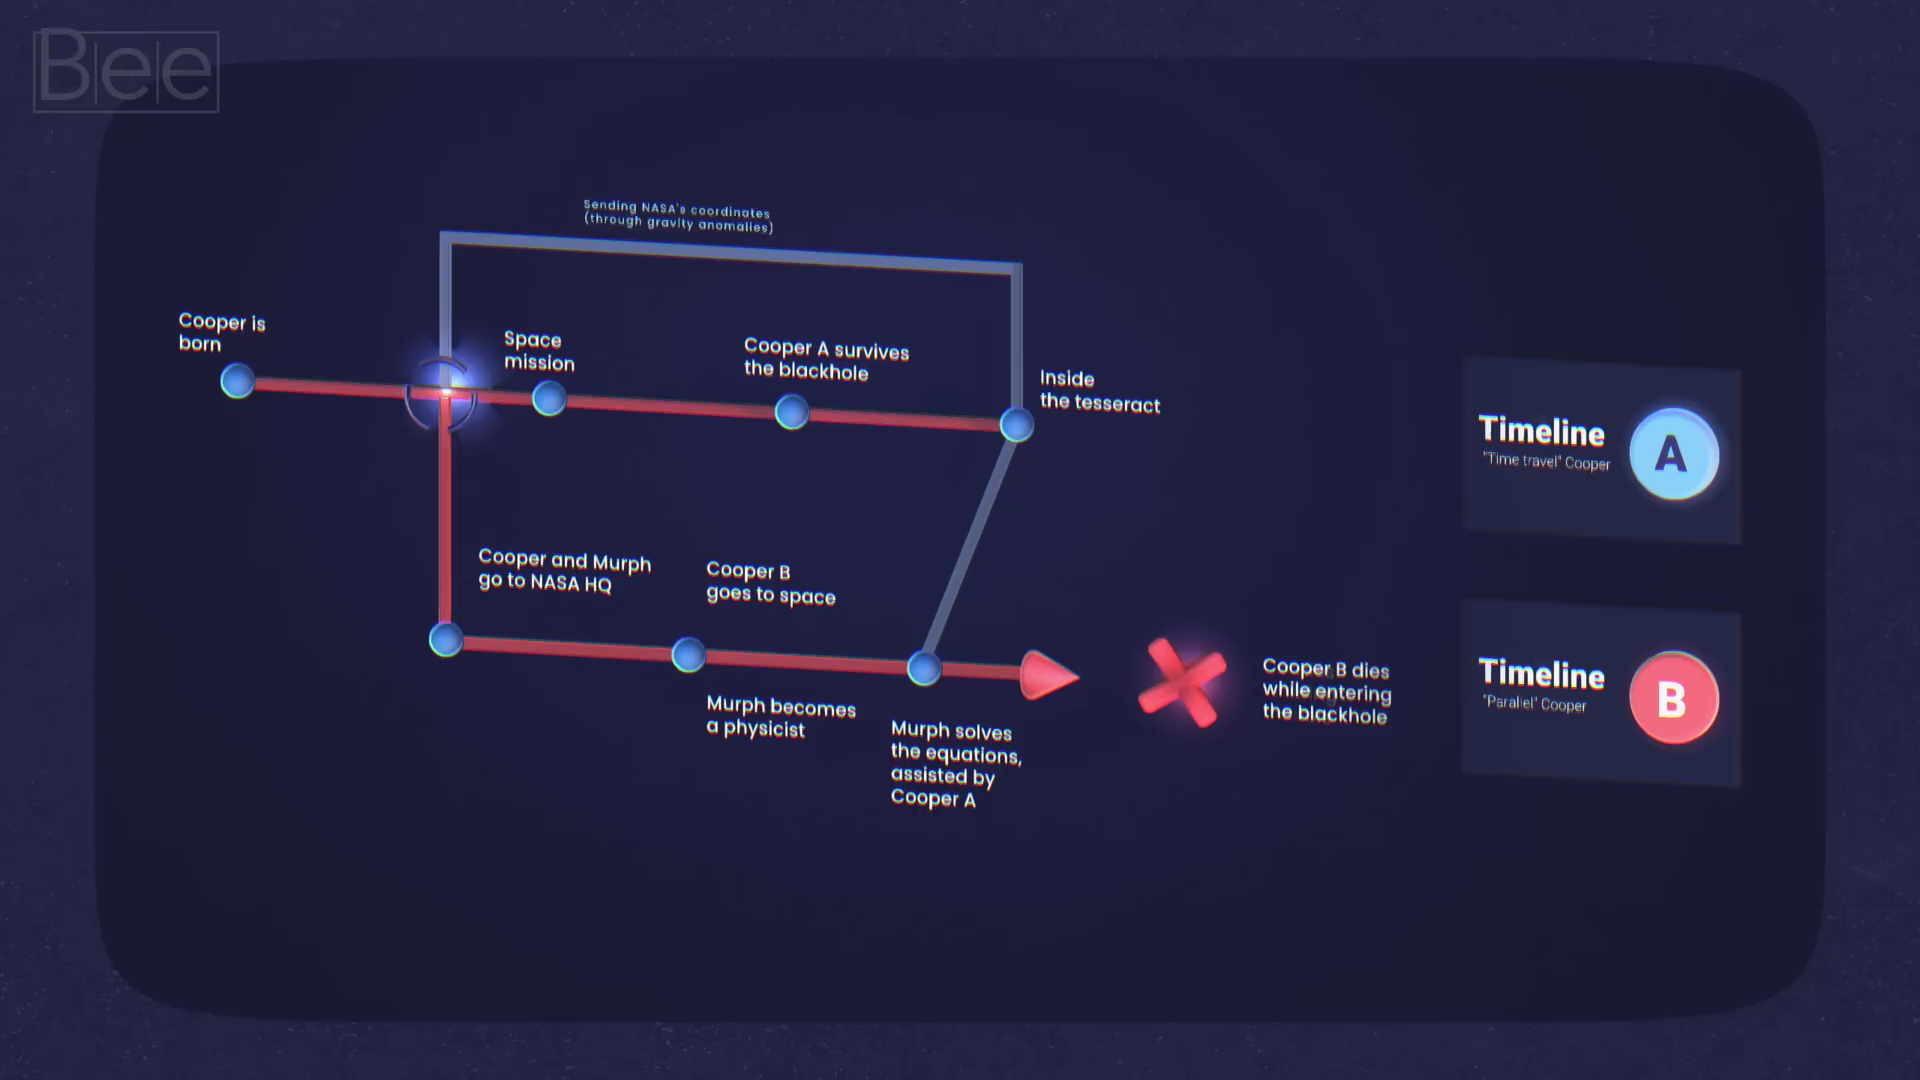 Bee
Sending NASA's coordinates
(through gravity anomalies)
Cooper is
born
Space
mission
Cooper A survives
the blackhole
Inside
the tesseract
Cooper and Murph
go to NASA HQ
Cooper B
goes to space
Murph becomes
a physicist
Murph solves
the equations,
assisted by
Cooper A
Cooper B dies
while entering
the blackhole
Timeline
"Time travel" Cooper
A
Timeline
"Parallel" Cooper
B